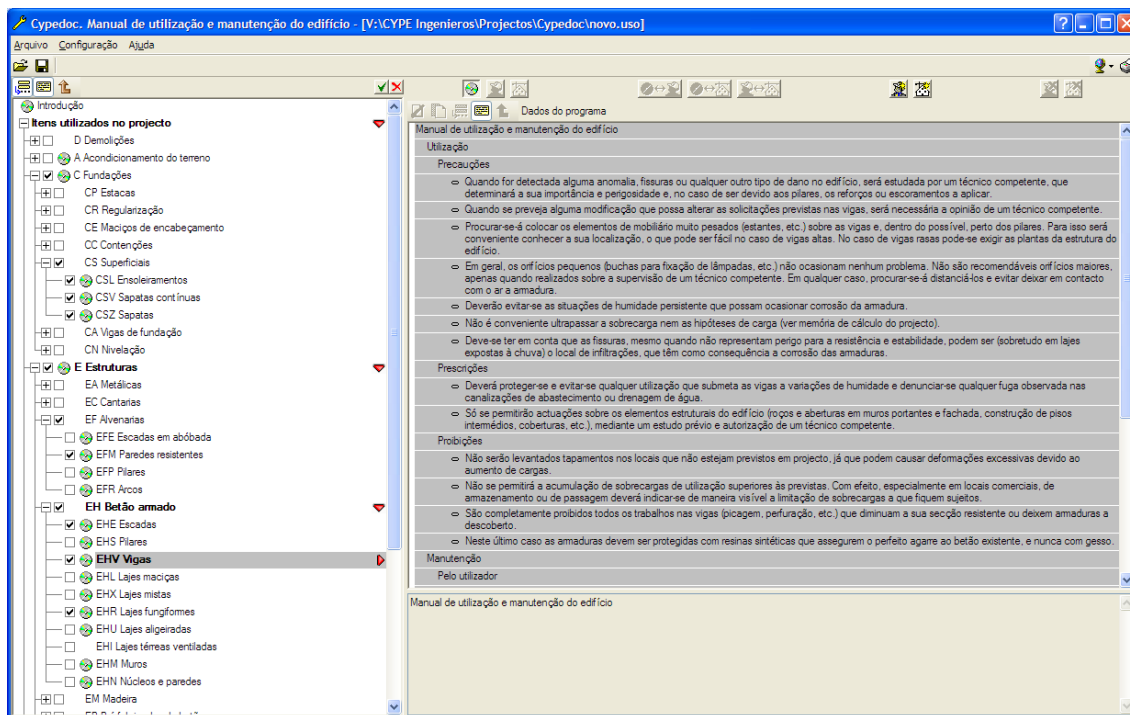 Cypedoc. Manual de utilização e manutenção do edifício - [V:\CYPE Ingenieros\Projectos\Cypedoc\novo.uso]
Arquivo Configuração Ajuda
Introdução
Itens utilizados no projecto
D Demolições
A Acondicionamento do terreno
C Fundações
CP Estacas
CR Regularização
CE Maciços de encabeçamento
CC Contenções
CS Superficiais
CSL Ensoleiramentos
CSV Sapatas contínuas
CSZ Sapatas
CA Vigas de fundação
CN Nivelação
E Estruturas
EA Metálicas
EC Cantarias
EF Alvenarias
EFE Escadas em abóbada
EFM Paredes resistentes
EFP Pilares
EFR Arcos
EH Betão armado
EHE Escadas
EHS Pilares
EHV Vigas
EHL Lajes maciças
EHX Lajes mistas
EHR Lajes fungiformes
EHU Lajes aligeiradas
EHI Lajes térreas ventiladas
EHM Muros
EHN Núcleos e paredes
EM Madeira
Dados do programa
Manual de utilização e manutenção do edifício
Utilização
Precauções
Quando for detectada alguma anomalia, fissuras ou qualquer outro tipo de dano no edifício, será estudada por um técnico competente, que
determinará a sua importância e perigosidade e, no caso de ser devido aos pilares, os reforços ou escoramentos a aplicar.
Quando se preveja alguma modificação que possa alterar as solicitações previstas nas vigas, será necessária a opinião de um técnico competente.
Procurar-se-á colocar os elementos de mobiliário muito pesados (estantes, etc.) sobre as vigas e, dentro do possível, perto dos pilares. Para isso será
conveniente conhecer a sua localização, o que pode ser fácil no caso de vigas altas. No caso de vigas rasas pode-se exigir as plantas da estrutura do
edifício.
Em geral, os orifícios pequenos (buchas para fixação de lâmpadas, etc.) não ocasionam nenhum problema. Não são recomendáveis orifícios maiores,
apenas quando realizados sobre a supervisão de um técnico competente. Em qualquer caso, procurar-se-á distanciá-los e evitar deixar em contacto
com o ar a armadura.
Deverão evitar-se as situações de humidade persistente que possam ocasionar corrosão da armadura.
Não é conveniente ultrapassar a sobrecarga nem as hipóteses de carga (ver memória de cálculo do projecto).
Deve-se ter em conta que as fissuras, mesmo quando não representam perigo para a resistência e estabilidade, podem ser (sobretudo em lajes
expostas à chuva) o local de infiltrações, que têm como consequência a corrosão das armaduras.
Prescrições
Deverá proteger-se e evitar-se qualquer utilização que submeta as vigas a variações de humidade e denunciar-se qualquer fuga observada nas
canalizações de abastecimento ou drenagem de água.
Só se permitirão actuações sobre os elementos estruturais do edifício (roços e aberturas em muros portantes e fachada, construção de pisos
intermédios, coberturas, etc.), mediante um estudo prévio e autorização de um técnico competente.
Proibições
Não serão levantados tapamentos nos locais que não estejam previstos em projecto, já que podem causar deformações excessivas devido ao
aumento de cargas.
Não se permitirá a acumulação de sobrecargas de utilização superiores às previstas. Com efeito, especialmente em locais comerciais, de
armazenamento ou de passagem deverá indicar-se de maneira visível a limitação de sobrecargas a que fiquem sujeitos.
São completamente proibidos todos os trabalhos nas vigas (picagem, perfuração, etc.) que diminuam a sua secção resistente ou deixem armaduras a
descoberto.
Neste último caso as armaduras devem ser protegidas com resinas sintéticas que assegurem o perfeito agarre ao betão existente, e nunca com gesso.
Manutenção
Pelo utilizador
Manual de utilização e manutenção do edifício